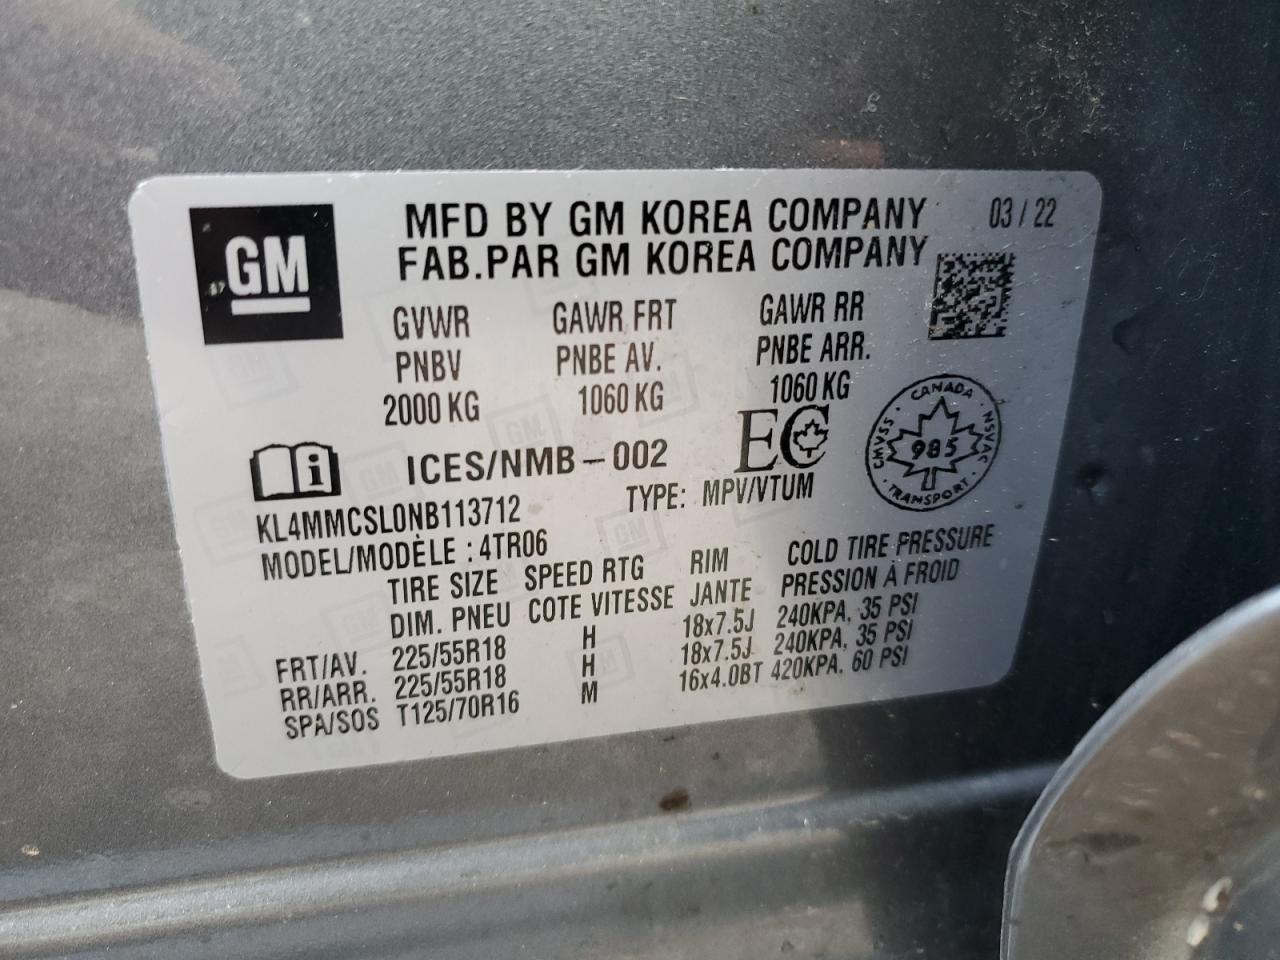 GM
MFD BY GM KOREA COMPANY 03 / 22
FAB.PAR GM KOREA COMPANY
GVWR GAWR FRT GAWR RR
PNBV PNBE AV. PNBE ARR.
2000 KG 1060 KG 1060 KG
ICES/NMB - 002 EC
CANADA · NSVAC · TRANSPORT · CMVSS · 985
KL4MMCSL0NB113712 TYPE: MPV/VTUM
MODEL/MODÈLE : 4TR06
TIRE SIZE SPEED RTG RIM COLD TIRE PRESSURE
DIM. PNEU COTE VITESSE JANTE PRESSION À FROID
FRT/AV. 225/55R18 H 18x7.5J 240KPA, 35 PSI
RR/ARR. 225/55R18 H 18x7.5J 240KPA, 35 PSI
SPA/SOS T125/70R16 M 16x4.0BT 420KPA, 60 PSI